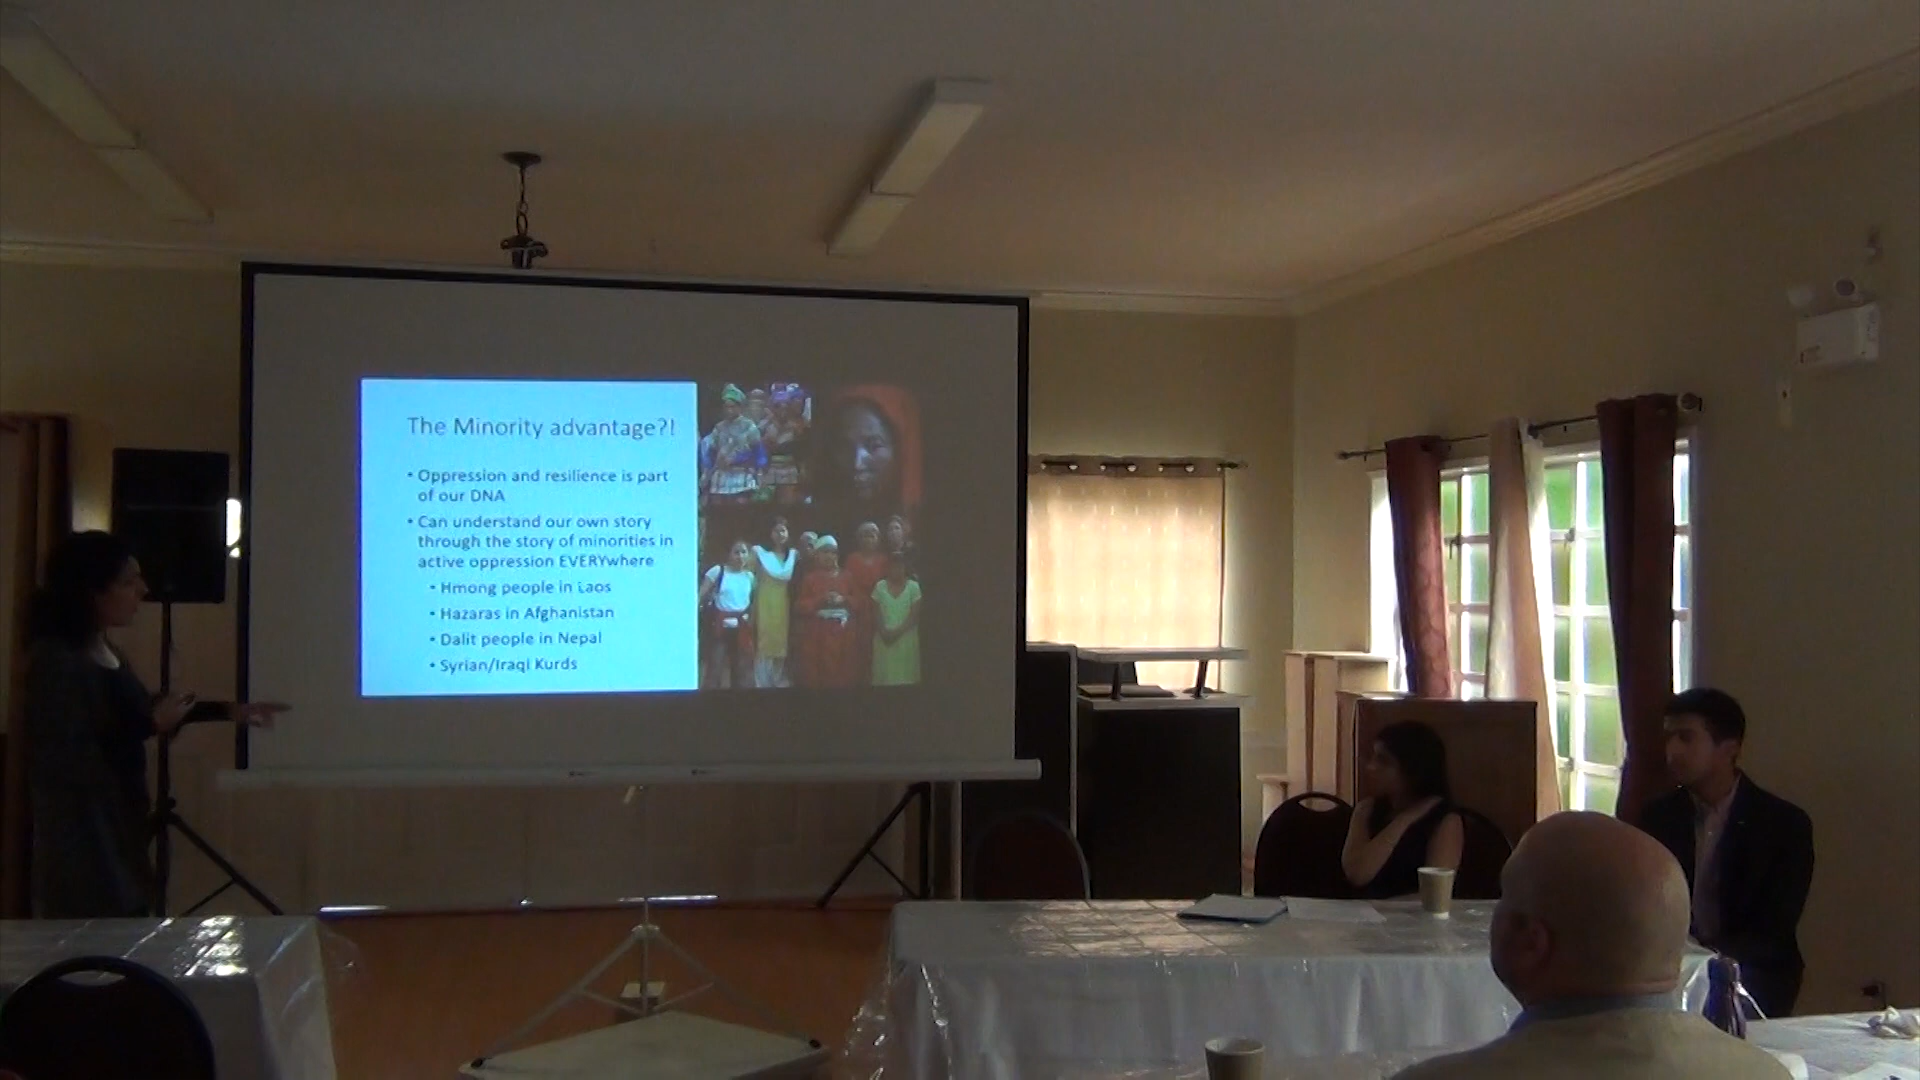 The Minority advantage?!
• Oppression and resilience is part
of our DNA
• Can understand our own story
through the story of minorities in
active oppression EVERYwhere
• Hmong people in Laos
• Hazaras in Afghanistan
• Dalit people in Nepal
• Syrian/Iraqi Kurds